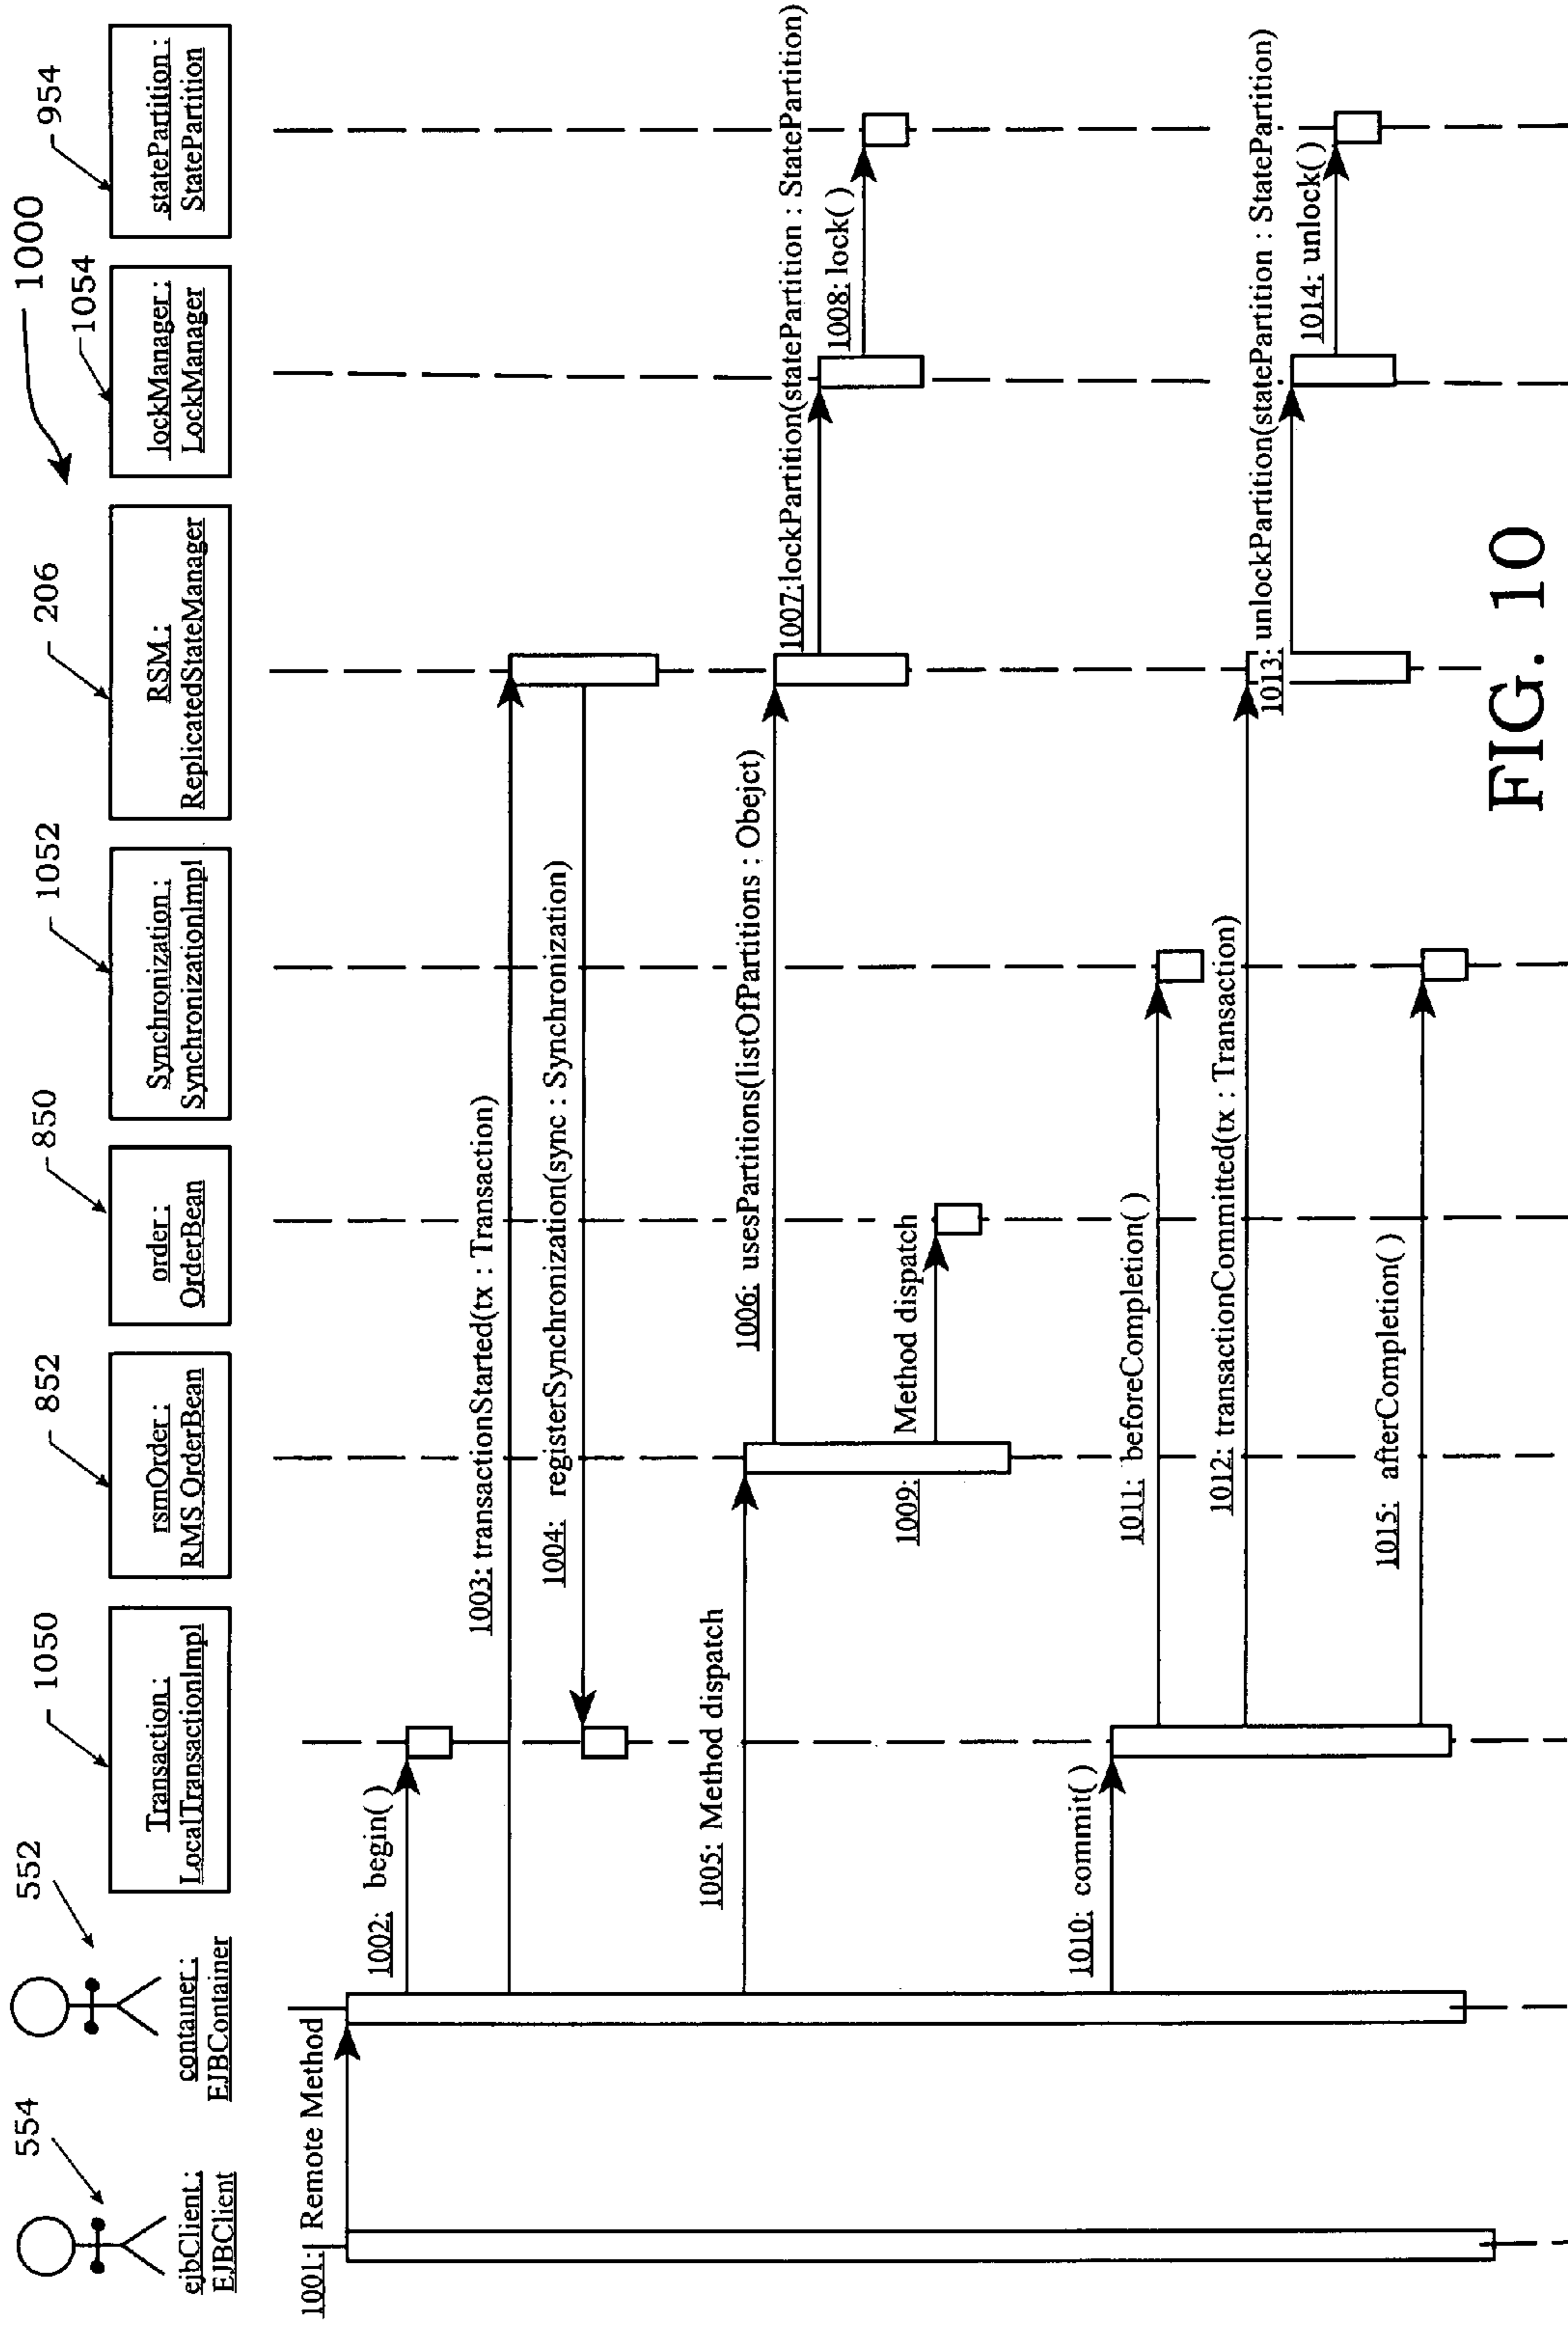 1000
554
552
1050
852
850
1052
206
1054
954
ejbClient :
EJBClient
container :
EJBContainer
Transaction :
LocalTransactionImpl
rsmOrder :
RMS OrderBean
order :
OrderBean
Synchronization :
SynchronizationImpl
RSM :
ReplicatedStateManager
lockManager :
LockManager
statePartition :
StatePartition
1001: Remote Method
1002: begin( )
1003: transactionStarted(tx : Transaction)
1004: registerSynchronization(sync : Synchronization)
1005: Method dispatch
1006: usesPartitions(listOfPartitions : Obejct)
1007:lockPartition(statePartition : StatePartition)
1008: lock( )
1009: Method dispatch
1010: commit( )
1011: beforeCompletion( )
1012: transactionCommitted(tx : Transaction)
1013: unlockPartition(statePartition : StatePartition)
1014: unlock( )
1015: afterCompletion( )
FIG. 10